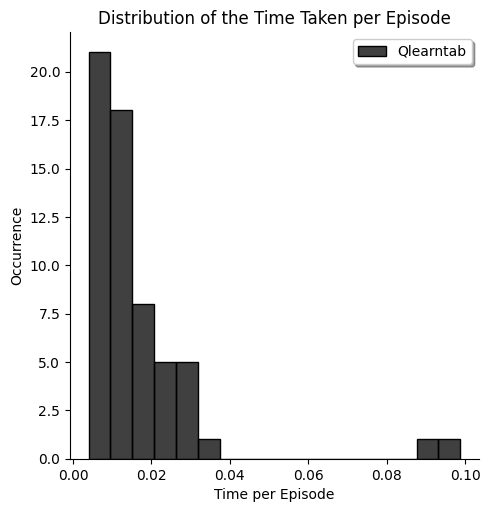 Distribution of the Time Taken per Episode
Qlearntab
20.0
17.5
15.0
12.5
10.0
7.5
5.0
2.5
0.0
Occurrence
0.00 0.02 0.04 0.06 0.08 0.10
Time per Episode